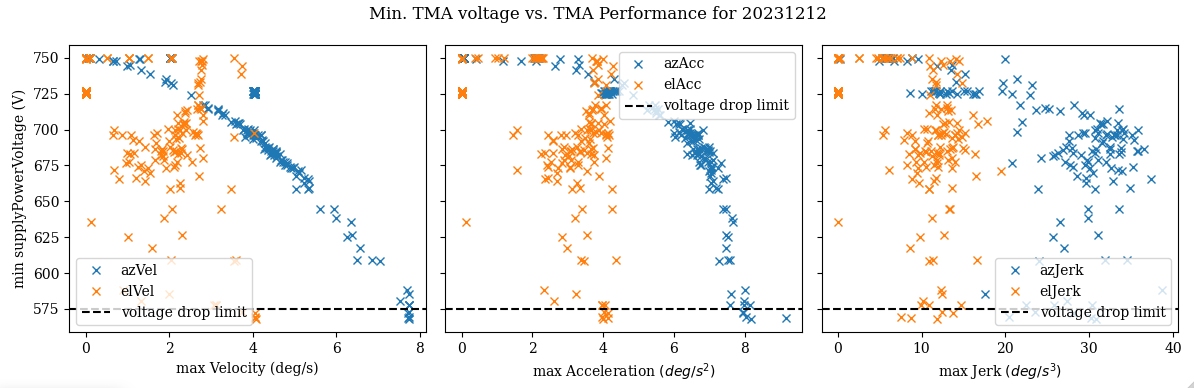 Min. TMA voltage vs. TMA Performance for 20231212
min supplyPowerVoltage (V)
750
725
700
675
650
625
600
575
azVel
elVel
voltage drop limit
0 2 4 6 8
max Velocity (deg/s)
azAcc
elAcc
voltage drop limit
0 2 4 6 8
max Acceleration (deg/s²)
azJerk
elJerk
voltage drop limit
0 10 20 30 40
max Jerk (deg/s³)